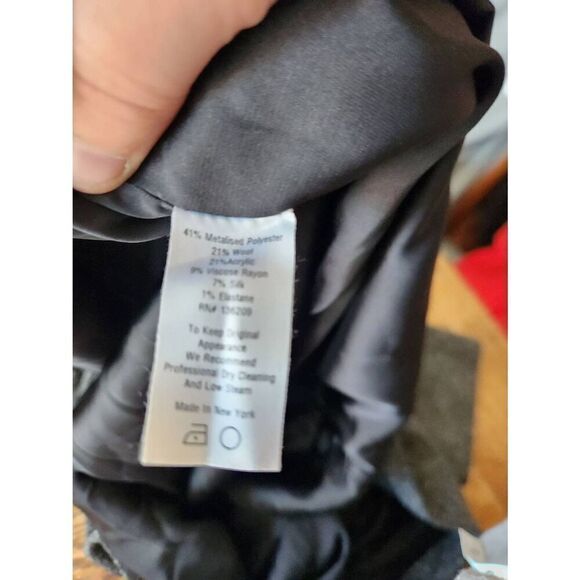 41% Metalised Polyester
21% Wool
21%Acrylic
9% Viscose Rayon
7% Silk
1% Elastane
RN# 136209
To Keep Original
Appearance
We Recommend
Professional Dry Cleaning
And Low Steam
Made In New York